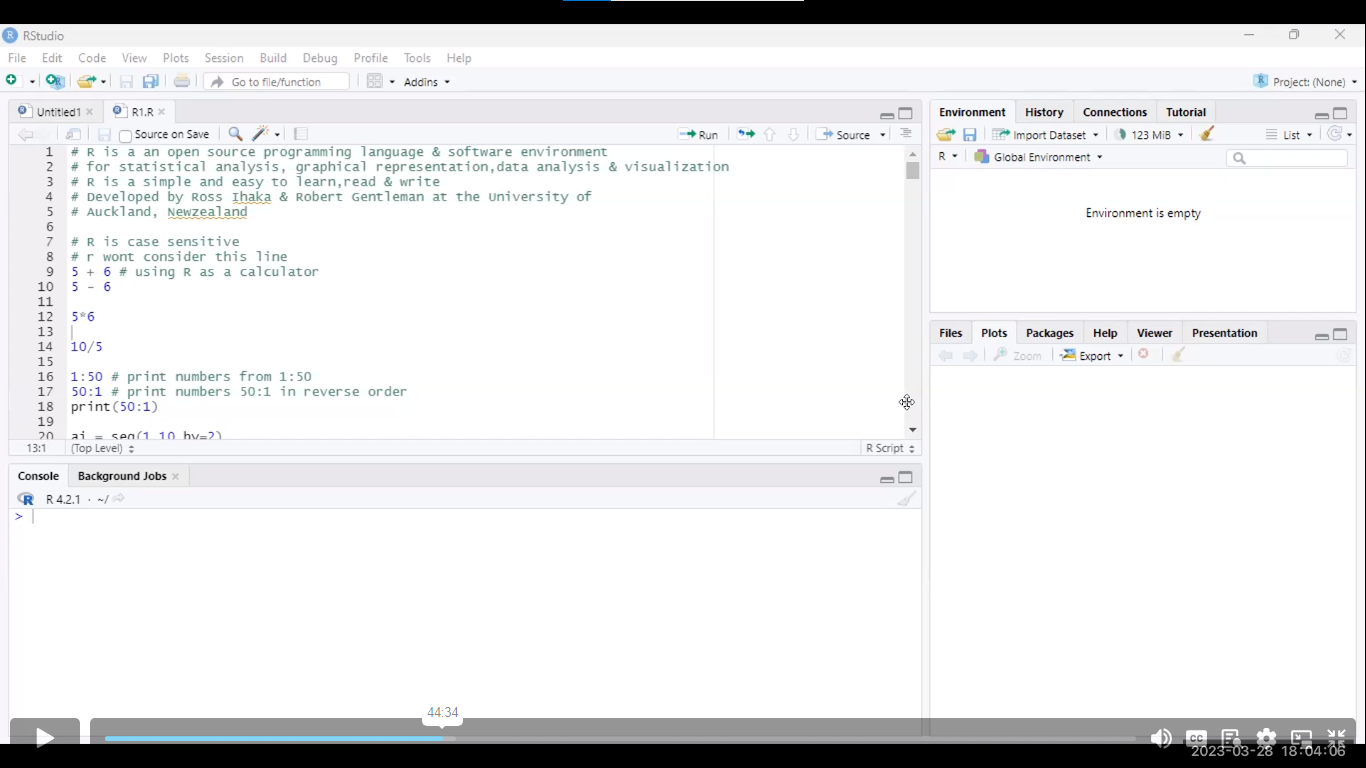 RStudio
File Edit Code View Plots Session Build Debug Profile Tools Help
Go to file/function Addins Project: (None)
Untitled1 R1.R
Source on Save Run Source
1 # R is a an open source programming language & software environment
2 # for statistical analysis, graphical representation,data analysis & visualization
3 # R is a simple and easy to learn,read & write
4 # Developed by Ross Ihaka & Robert Gentleman at the University of
5 # Auckland, Newzealand
6
7 # R is case sensitive
8 # r wont consider this line
9 5 + 6 # using R as a calculator
10 5 - 6
11
12 5*6
13
14 10/5
15
16 1:50 # print numbers from 1:50
17 50:1 # print numbers 50:1 in reverse order
18 print(50:1)
19
20 ai = seq(1,10,by=2)
13:1 (Top Level) R Script
Console Background Jobs
R 4.2.1 · ~/
>
Environment History Connections Tutorial
Import Dataset 123 MiB List
R Global Environment
Environment is empty
Files Plots Packages Help Viewer Presentation
Zoom Export
44:34
CC
2023-03-28 18:04:06